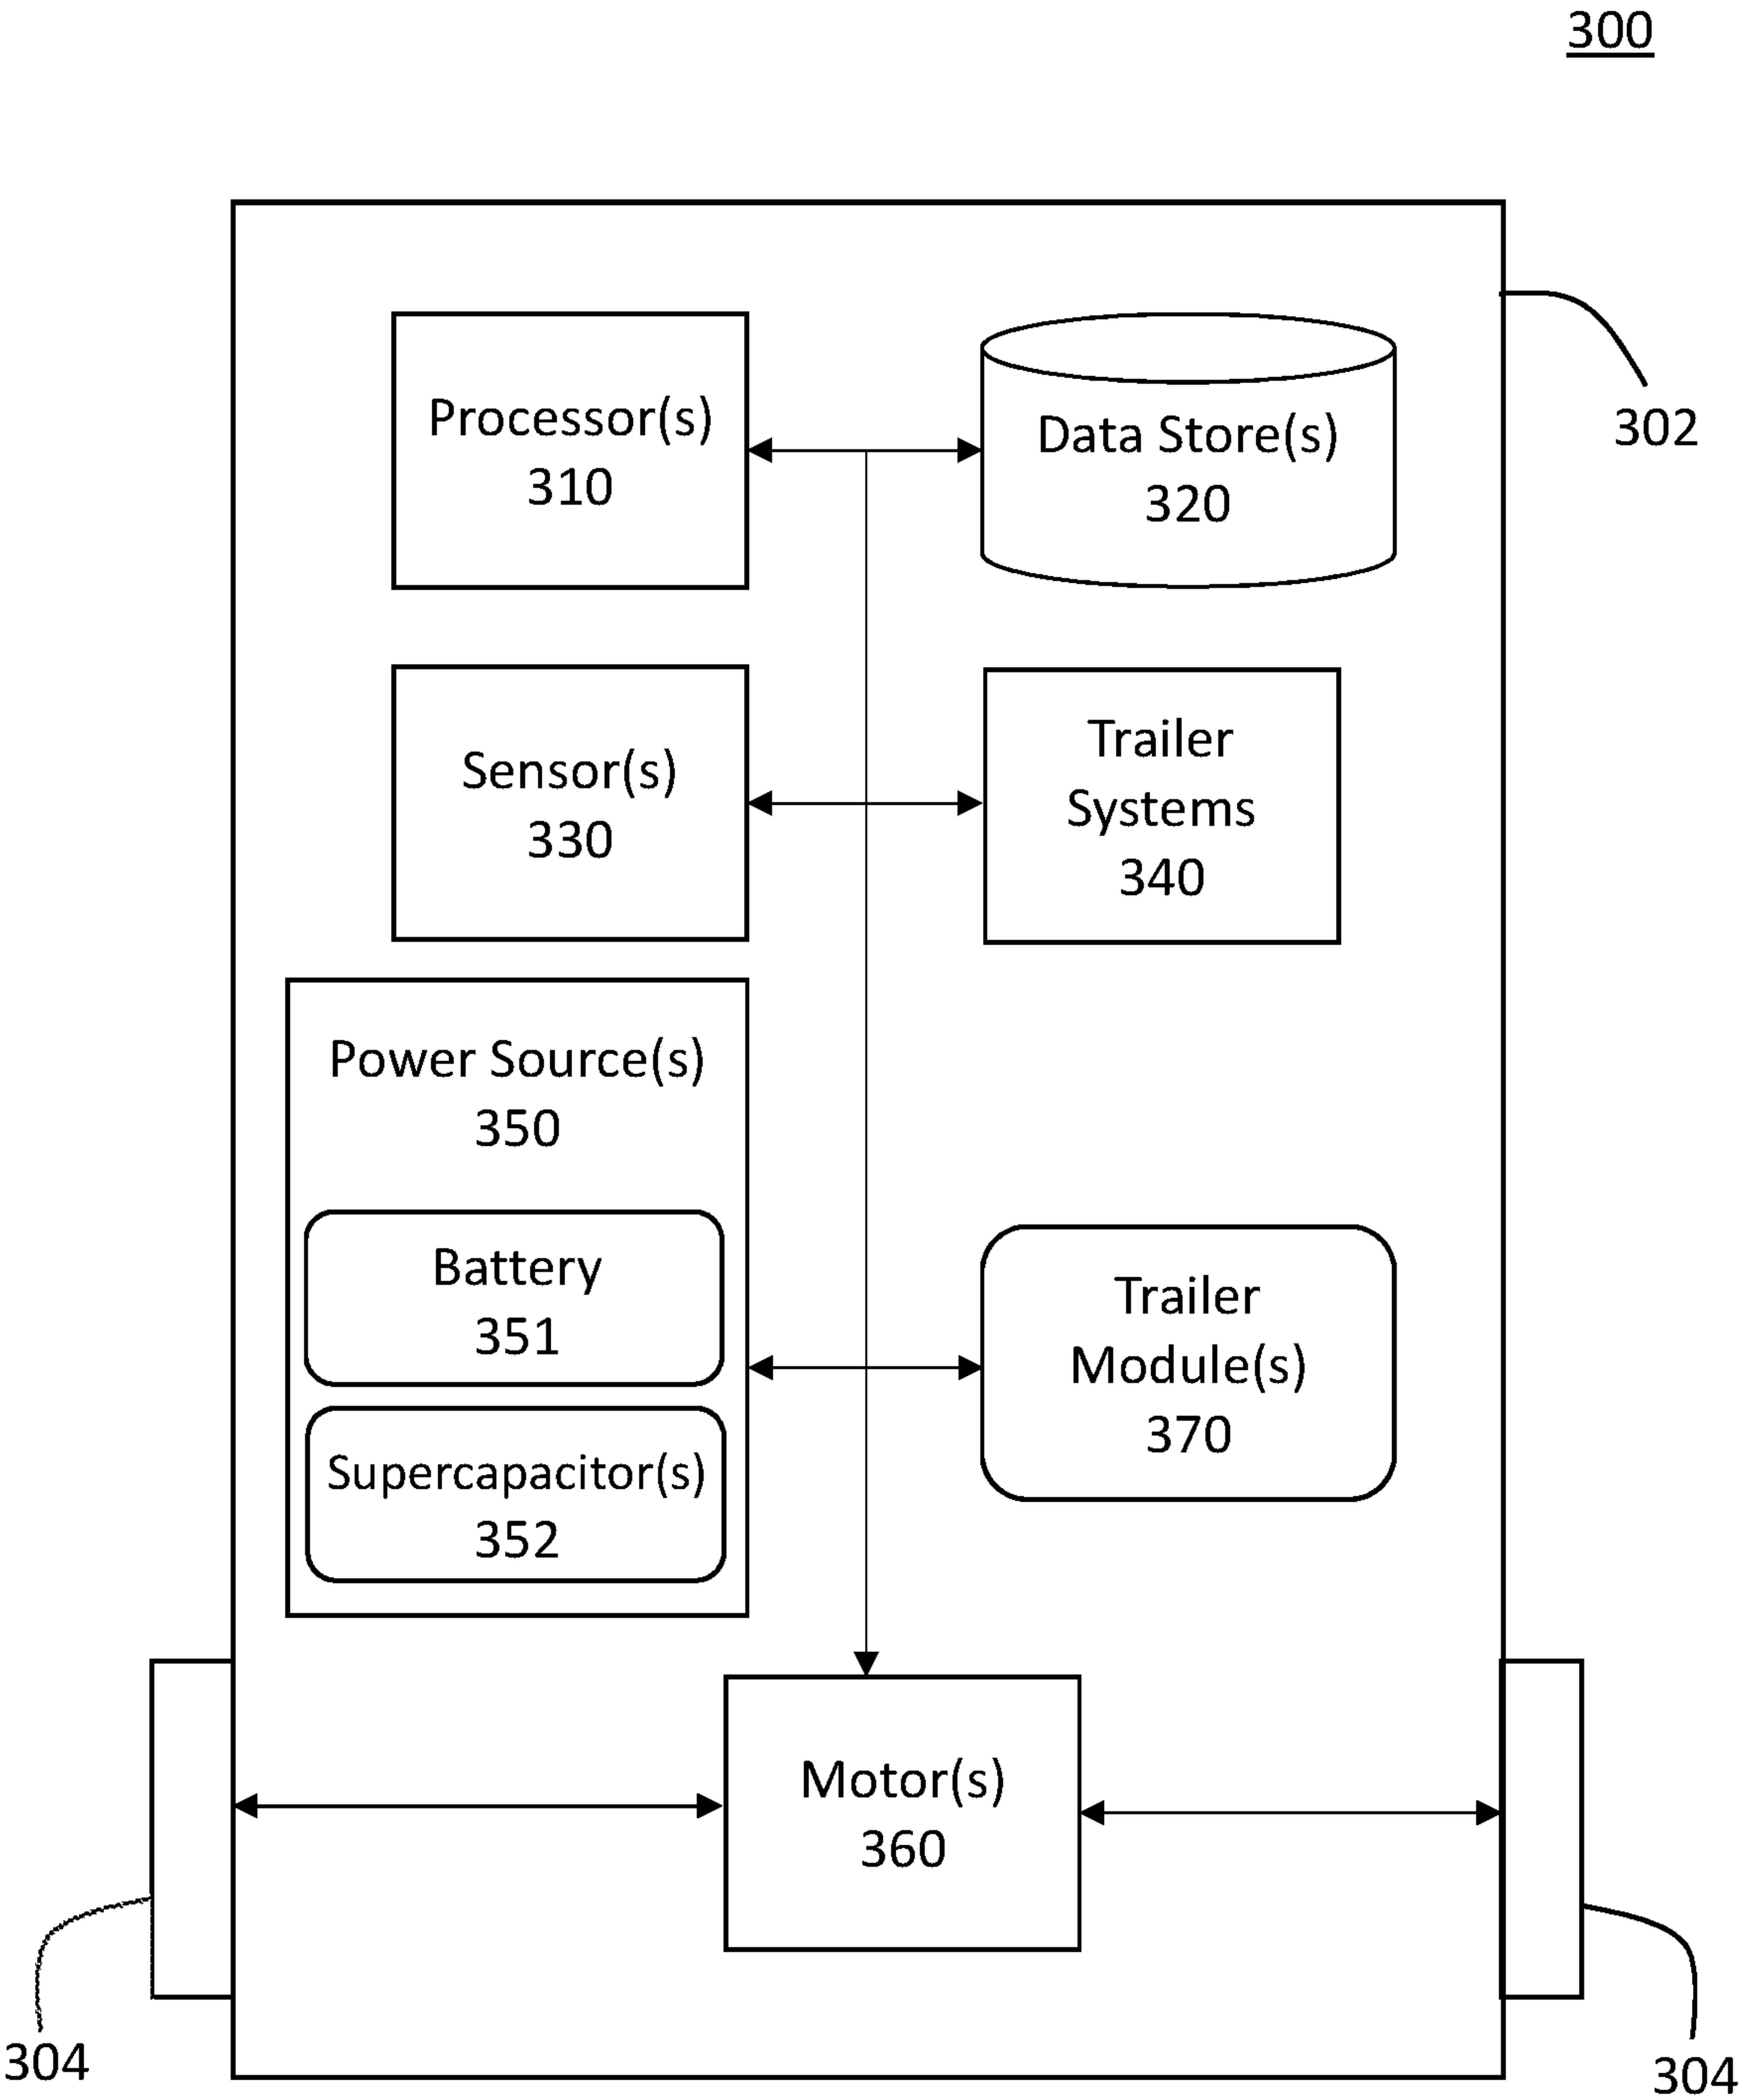 300
Processor(s)
310
Data Store(s)
320
302
Sensor(s)
330
Trailer
Systems
340
Power Source(s)
350
Battery
351
Supercapacitor(s)
352
Trailer
Module(s)
370
Motor(s)
360
304
304